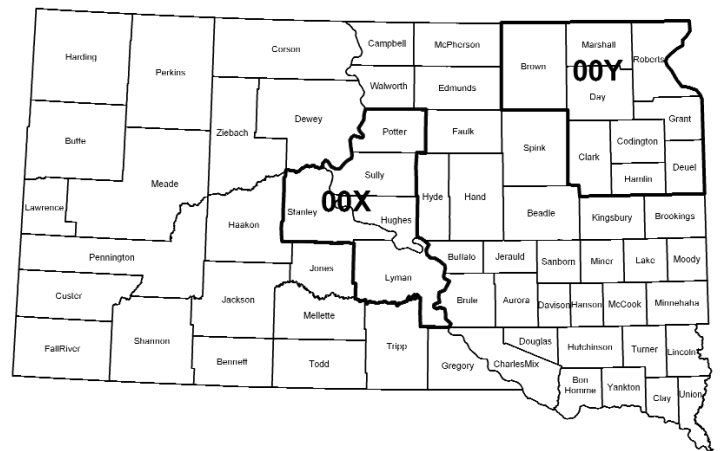 Harding
Perkins
Corson
Campbell
McPherson
Brown
Marshall
Roberts
00Y
Walworth
Edmunds
Day
Dewey
Ziebach
Potter
Faulk
Spink
Grant
Codington
Clark
Deuel
Hamlin
Butte
Meade
Sully
Hyde
Hand
Lawrence
Stanley
00X
Hughes
Beadle
Kingsbury
Brookings
Haakon
Pennington
Jones
Lyman
Buffalo
Jerauld
Sanborn
Miner
Lake
Moody
Custer
Jackson
Mellette
Brule
Aurora
Davison
Hanson
McCook
Minnehaha
FallRiver
Shannon
Bennett
Todd
Tripp
Gregory
CharlesMix
Douglas
Hutchinson
Turner
Lincoln
Bon
Homme
Yankton
Clay
Union